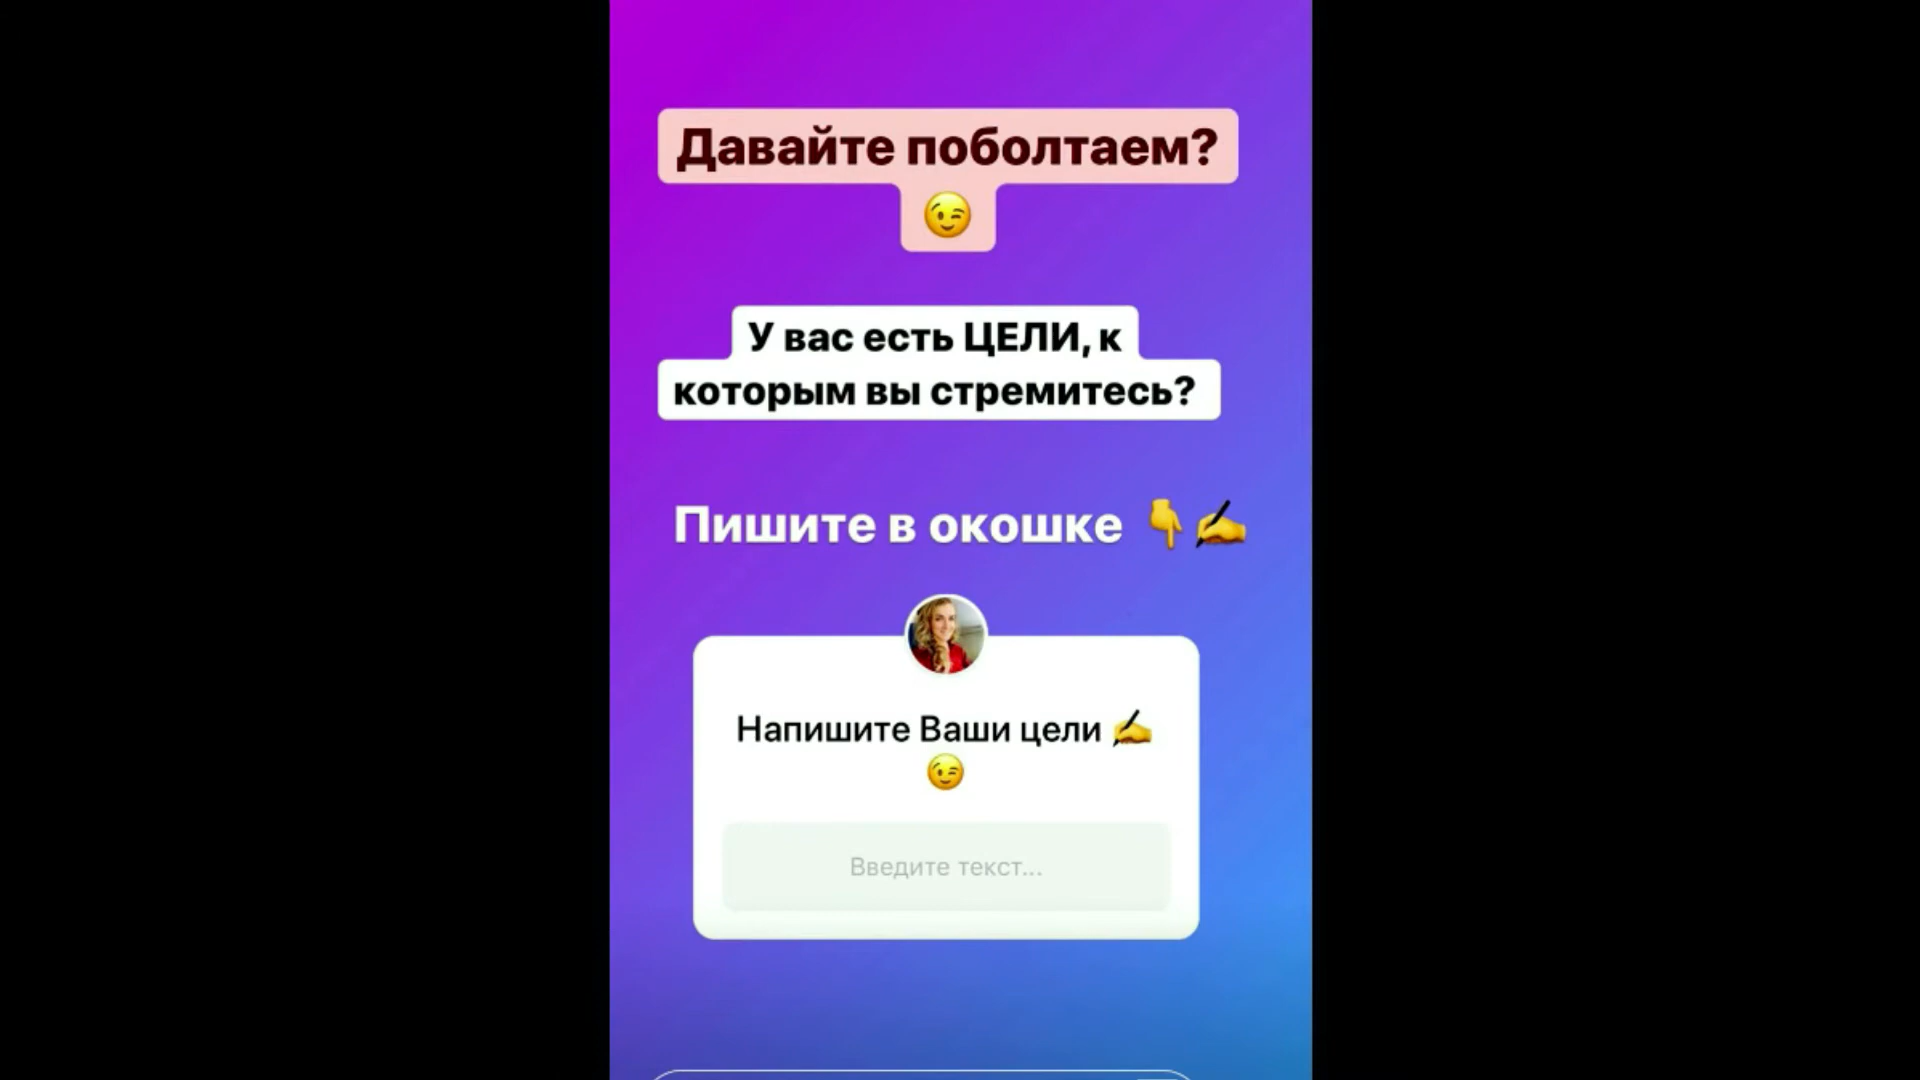 Давайте поболтаем?
😉
У вас есть ЦЕЛИ, к
которым вы стремитесь?
Пишите в окошке 👇✍️
Напишите Ваши цели ✍️
😉
Введите текст...